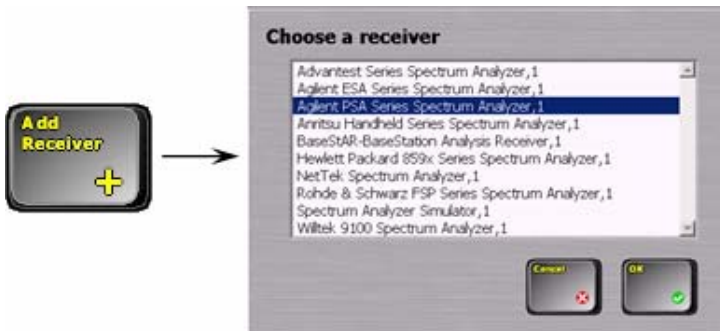 Add
Receiver
Choose a receiver
Advantest Series Spectrum Analyzer,1
Agilent ESA Series Spectrum Analyzer,1
Agilent PSA Series Spectrum Analyzer,1
Anritsu Handheld Series Spectrum Analyzer,1
BaseStAR-BaseStation Analysis Receiver,1
Hewlett Packard 859x Series Spectrum Analyzer,1
NetTek Spectrum Analyzer,1
Rohde & Schwarz FSP Series Spectrum Analyzer,1
Spectrum Analyzer Simulator,1
Willtek 9100 Spectrum Analyzer,1
Cancel
OK